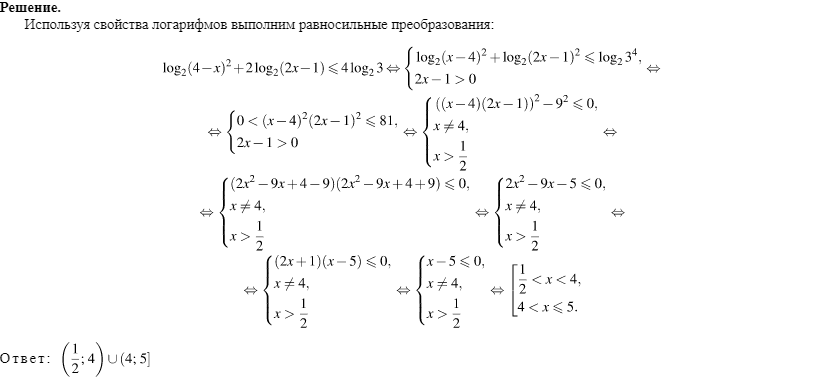 Решение.
Используя свойства логарифмов выполним равносильные преобразования:
$\log_2(4-x)^2+2\log_2(2x-1)\leqslant 4\log_2 3 \Leftrightarrow \begin{cases}\log_2(x-4)^2+\log_2(2x-1)^2\leqslant \log_2 3^4,\\ 2x-1>0\end{cases} \Leftrightarrow$
$\Leftrightarrow \begin{cases}0<(x-4)^2(2x-1)^2\leqslant 81,\\ 2x-1>0\end{cases} \Leftrightarrow \begin{cases}((x-4)(2x-1))^2-9^2\leqslant 0,\\ x\neq 4,\\ x>\dfrac{1}{2}\end{cases} \Leftrightarrow$
$\Leftrightarrow \begin{cases}(2x^2-9x+4-9)(2x^2-9x+4+9)\leqslant 0,\\ x\neq 4,\\ x>\dfrac{1}{2}\end{cases} \Leftrightarrow \begin{cases}2x^2-9x-5\leqslant 0,\\ x\neq 4,\\ x>\dfrac{1}{2}\end{cases} \Leftrightarrow$
$\Leftrightarrow \begin{cases}(2x+1)(x-5)\leqslant 0,\\ x\neq 4,\\ x>\dfrac{1}{2}\end{cases} \Leftrightarrow \begin{cases}x-5\leqslant 0,\\ x\neq 4,\\ x>\dfrac{1}{2}\end{cases} \Leftrightarrow \left[\begin{array}{l}\dfrac{1}{2}<x<4,\\ 4<x\leqslant 5.\end{array}\right.$
Ответ: $\left(\dfrac{1}{2};4\right)\cup(4;5]$